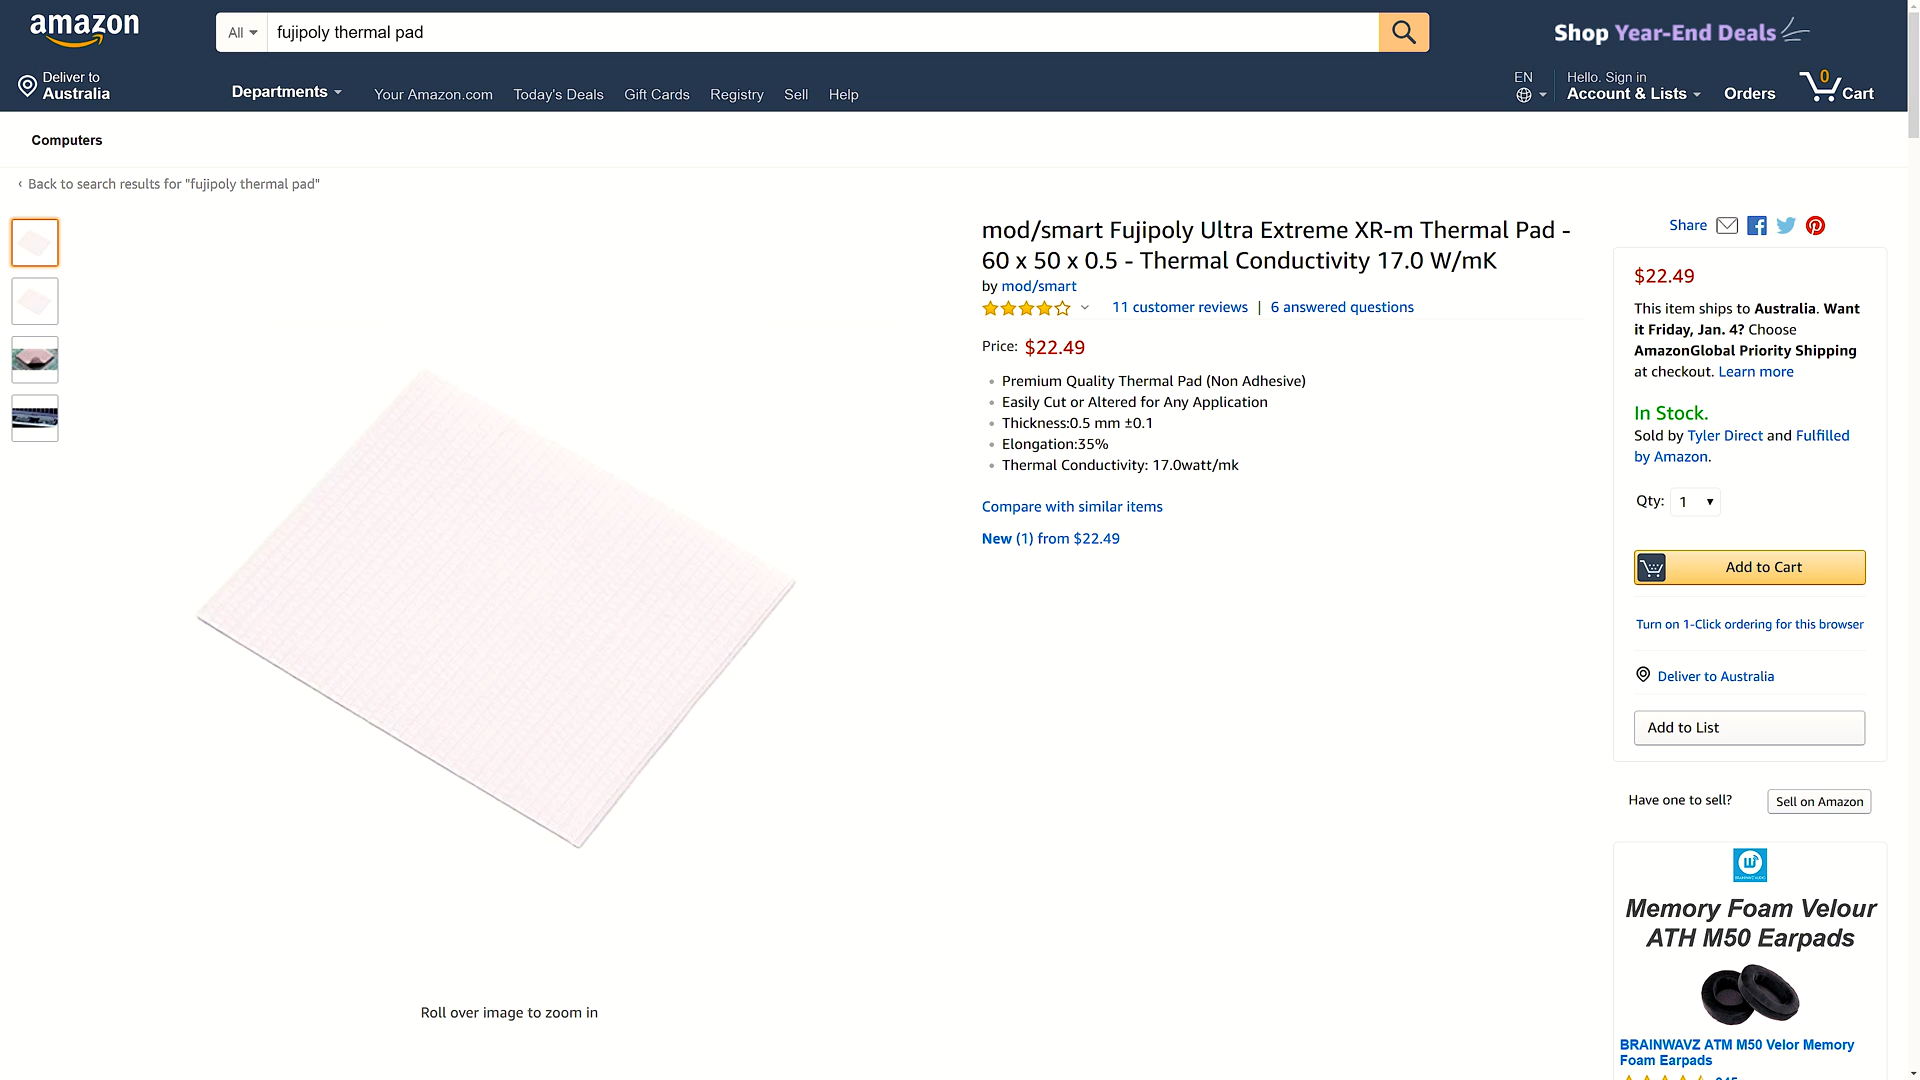 amazon
All
fujipoly thermal pad
Shop Year-End Deals
Deliver to
Australia
Departments
Your Amazon.com
Today's Deals
Gift Cards
Registry
Sell
Help
EN
Hello. Sign in
Account & Lists
Orders
0
Cart
Computers
‹ Back to search results for "fujipoly thermal pad"
mod/smart Fujipoly Ultra Extreme XR-m Thermal Pad -
60 x 50 x 0.5 - Thermal Conductivity 17.0 W/mK
by mod/smart
11 customer reviews | 6 answered questions
Price: $22.49
Premium Quality Thermal Pad (Non Adhesive)
Easily Cut or Altered for Any Application
Thickness:0.5 mm ±0.1
Elongation:35%
Thermal Conductivity: 17.0watt/mk
Compare with similar items
New (1) from $22.49
Roll over image to zoom in
Share
$22.49
This item ships to Australia. Want
it Friday, Jan. 4? Choose
AmazonGlobal Priority Shipping
at checkout. Learn more
In Stock.
Sold by Tyler Direct and Fulfilled
by Amazon.
Qty: 1
Add to Cart
Turn on 1-Click ordering for this browser
Deliver to Australia
Add to List
Have one to sell?
Sell on Amazon
Memory Foam Velour
ATH M50 Earpads
BRAINWAVZ ATM M50 Velor Memory
Foam Earpads